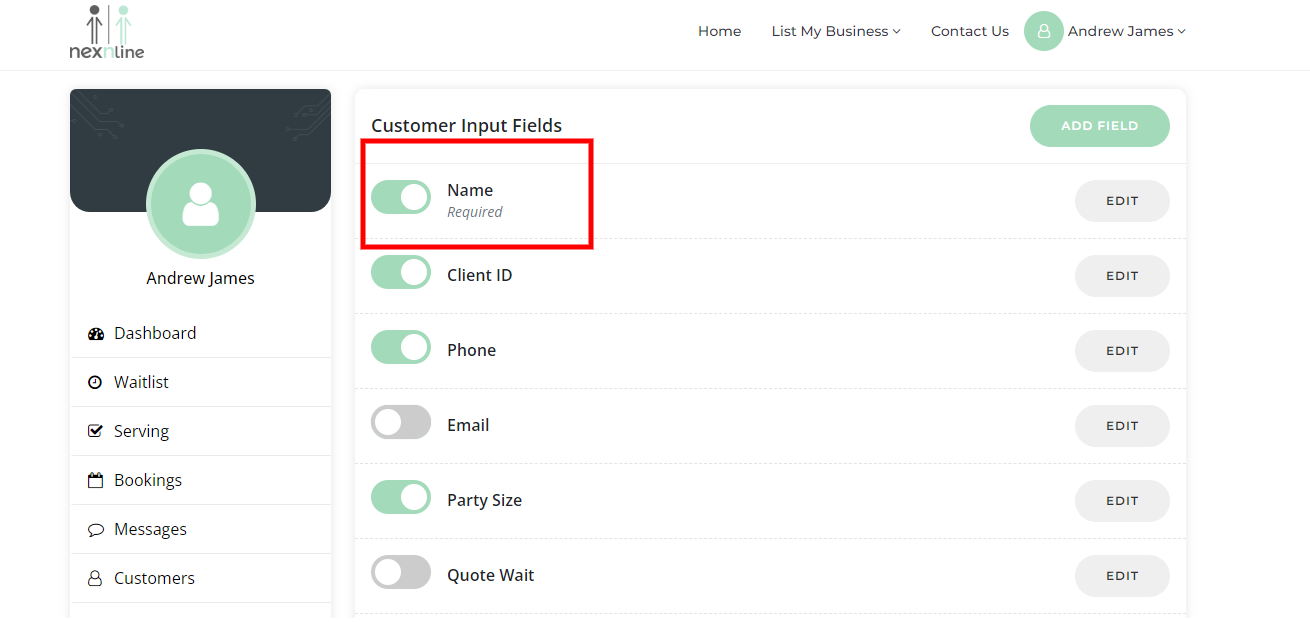 nexnline
Home List My Business Contact Us Andrew James
Customer Input Fields
ADD FIELD
Name
Required
EDIT
Client ID
EDIT
Phone
EDIT
Email
EDIT
Party Size
EDIT
Quote Wait
EDIT
Andrew James
Dashboard
Waitlist
Serving
Bookings
Messages
Customers